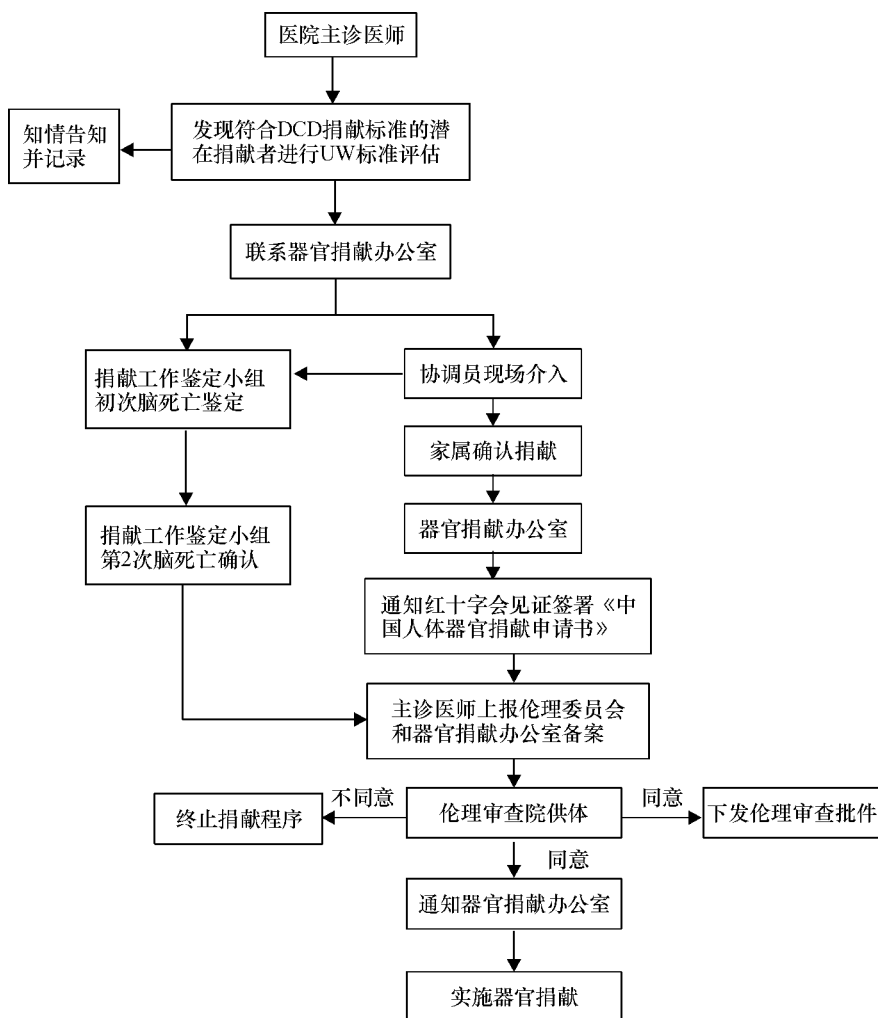 医院主诊医师
发现符合DCD捐献标准的潜
在捐献者进行UW标准评估
知情告知
并记录
联系器官捐献办公室
捐献工作鉴定小组
初次脑死亡鉴定
协调员现场介入
家属确认捐献
器官捐献办公室
捐献工作鉴定小组
第2次脑死亡确认
通知红十字会见证签署《中
国人体器官捐献申请书》
主诊医师上报伦理委员会
和器官捐献办公室备案
不同意
同意
终止捐献程序
伦理审查院供体
下发伦理审查批件
同意
通知器官捐献办公室
实施器官捐献